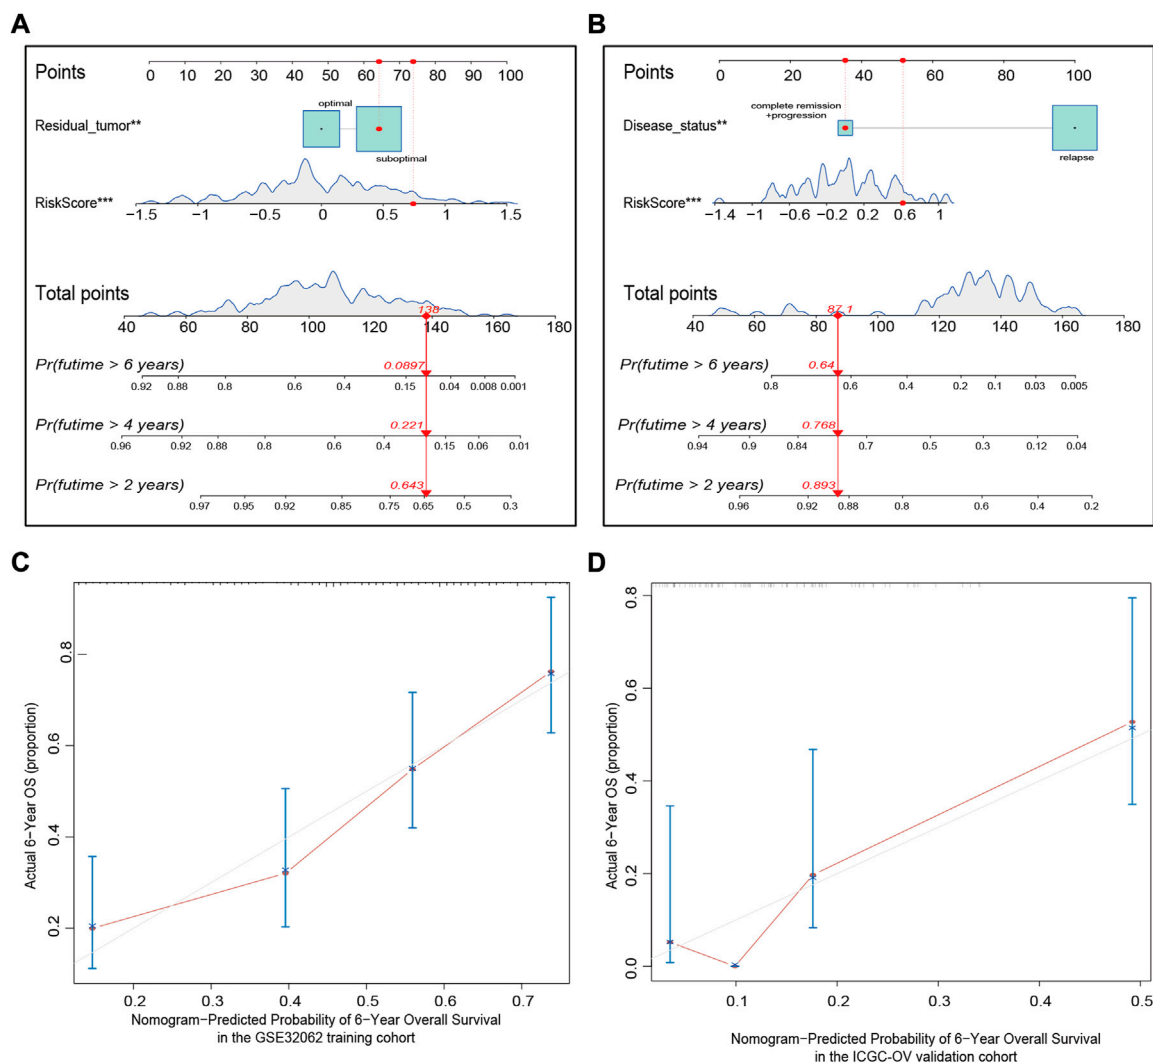 A
Points
0 10 20 30 40 50 60 70 80 90 100
optimal
Residual_tumor**
suboptimal
RiskScore***
−1.5 −1 −0.5 0 0.5 1 1.5
Total points
138
40 60 80 100 120 140 160 180
Pr(futime > 6 years)
0.0897
0.92 0.88 0.8 0.6 0.4 0.15 0.04 0.008 0.001
Pr(futime > 4 years)
0.221
0.96 0.92 0.88 0.8 0.6 0.4 0.15 0.06 0.01
Pr(futime > 2 years)
0.643
0.97 0.95 0.92 0.85 0.75 0.65 0.5 0.3
B
Points
0 20 40 60 80 100
complete remission
+progression
Disease_status**
relapse
RiskScore***
−1.4 −1 −0.6 −0.2 0.2 0.6 1
Total points
87.1
40 60 80 100 120 140 160 180
Pr(futime > 6 years)
0.64
0.8 0.6 0.4 0.2 0.1 0.03 0.005
Pr(futime > 4 years)
0.768
0.94 0.9 0.84 0.7 0.5 0.3 0.12 0.04
Pr(futime > 2 years)
0.893
0.96 0.92 0.88 0.8 0.6 0.4 0.2
C
Actual 6−Year OS (proportion)
0.8
0.6
0.4
0.2
0.2 0.3 0.4 0.5 0.6 0.7
Nomogram−Predicted Probability of 6−Year Overall Survival
in the GSE32062 training cohort
D
Actual 6−Year OS (proportion)
0.8
0.6
0.4
0.2
0.0
0.1 0.2 0.3 0.4 0.5
Nomogram−Predicted Probability of 6−Year Overall Survival
in the ICGC-OV validation cohort